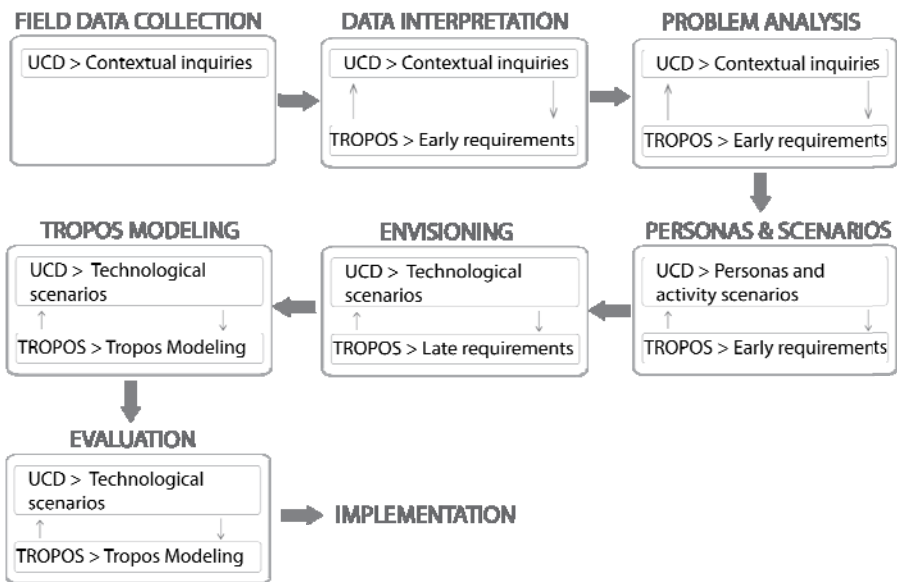 FIELD DATA COLLECTION
UCD > Contextual inquiries
DATA INTERPRETATION
UCD > Contextual inquiries
TROPOS > Early requirements
PROBLEM ANALYSIS
UCD > Contextual inquiries
TROPOS > Early requirements
PERSONAS & SCENARIOS
UCD > Personas and
activity scenarios
TROPOS > Early requirements
ENVISIONING
UCD > Technological
scenarios
TROPOS > Late requirements
TROPOS MODELING
UCD > Technological
scenarios
TROPOS > Tropos Modeling
EVALUATION
UCD > Technological
scenarios
TROPOS > Tropos Modeling
IMPLEMENTATION